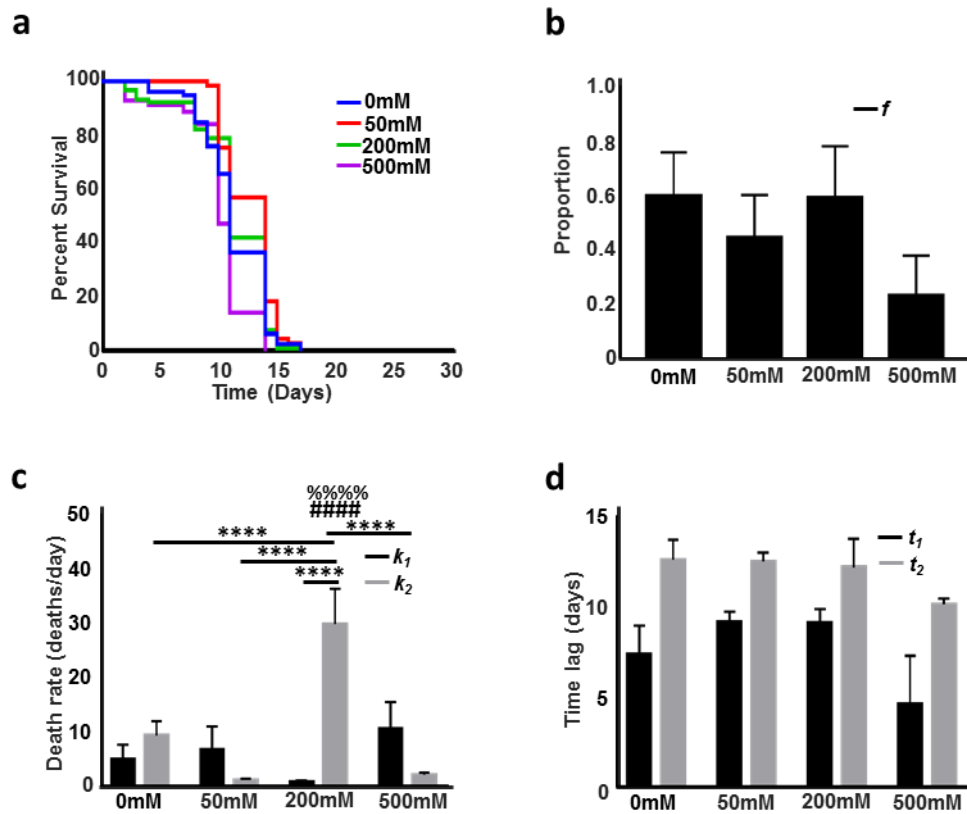 a
100
80
60
40
20
0
Percent Survival
0 5 10 15 20 25 30
Time (Days)
0mM
50mM
200mM
500mM
b
1.0
0.8
0.6
0.4
0.2
0
Proportion
f
0mM 50mM 200mM 500mM
c
50
40
30
20
10
0
Death rate (deaths/day)
%%%%
####
**** ****
****
****
k1
k2
0mM 50mM 200mM 500mM
d
15
10
5
0
Time lag (days)
t1
t2
0mM 50mM 200mM 500mM